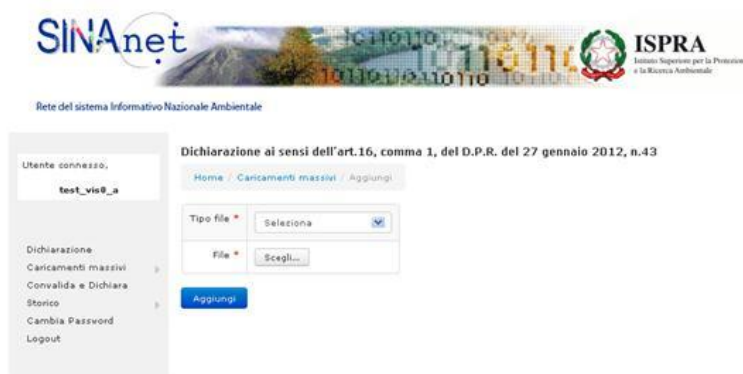 SINAnet
ISPRA
Istituto Superiore per la Protezione
e la Ricerca Ambientale
Rete del sistema Informativo Nazionale Ambientale
Dichiarazione ai sensi dell'art.16, comma 1, del D.P.R. del 27 gennaio 2012, n.43
Utente connesso,
test_vis0_a
Home / Caricamenti massivi / Aggiungi
Tipo file *
Seleziona
File *
Scegli...
Aggiungi
Dichiarazione
Caricamenti massivi
Convalida e Dichiara
Storico
Cambia Password
Logout